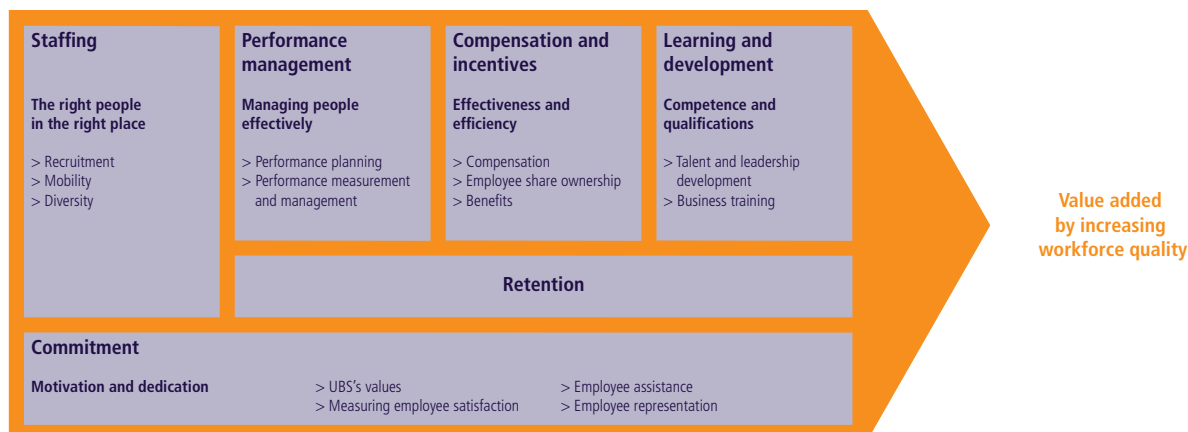 Staffing
The right people
in the right place
> Recruitment
> Mobility
> Diversity
Performance
management
Managing people
effectively
> Performance planning
> Performance measurement
and management
Compensation and
incentives
Effectiveness and
efficiency
> Compensation
> Employee share ownership
> Benefits
Learning and
development
Competence and
qualifications
> Talent and leadership
development
> Business training
Retention
Commitment
Motivation and dedication
> UBS's values
> Measuring employee satisfaction
> Employee assistance
> Employee representation
Value added
by increasing
workforce quality